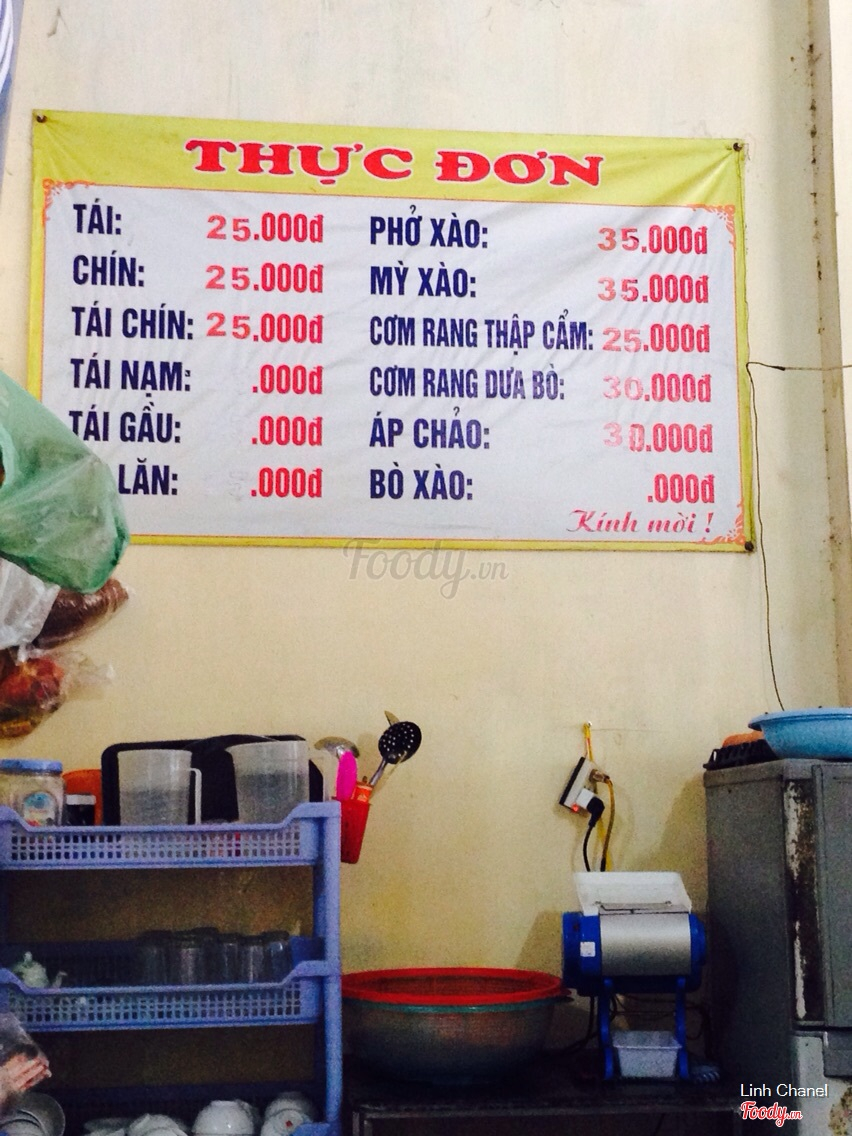 THỰC ĐƠN
TÁI: 25.000đ
CHÍN: 25.000đ
TÁI CHÍN: 25.000đ
TÁI NẠM: .000đ
TÁI GẦU: .000đ
LĂN: .000đ
PHỞ XÀO: 35.000đ
MỲ XÀO: 35.000đ
CƠM RANG THẬP CẨM: 25.000đ
CƠM RANG DƯA BÒ: 30.000đ
ÁP CHẢO: 30.000đ
BÒ XÀO: .000đ
Kính mời !
Foody.vn
Linh Chanel
Foody.vn